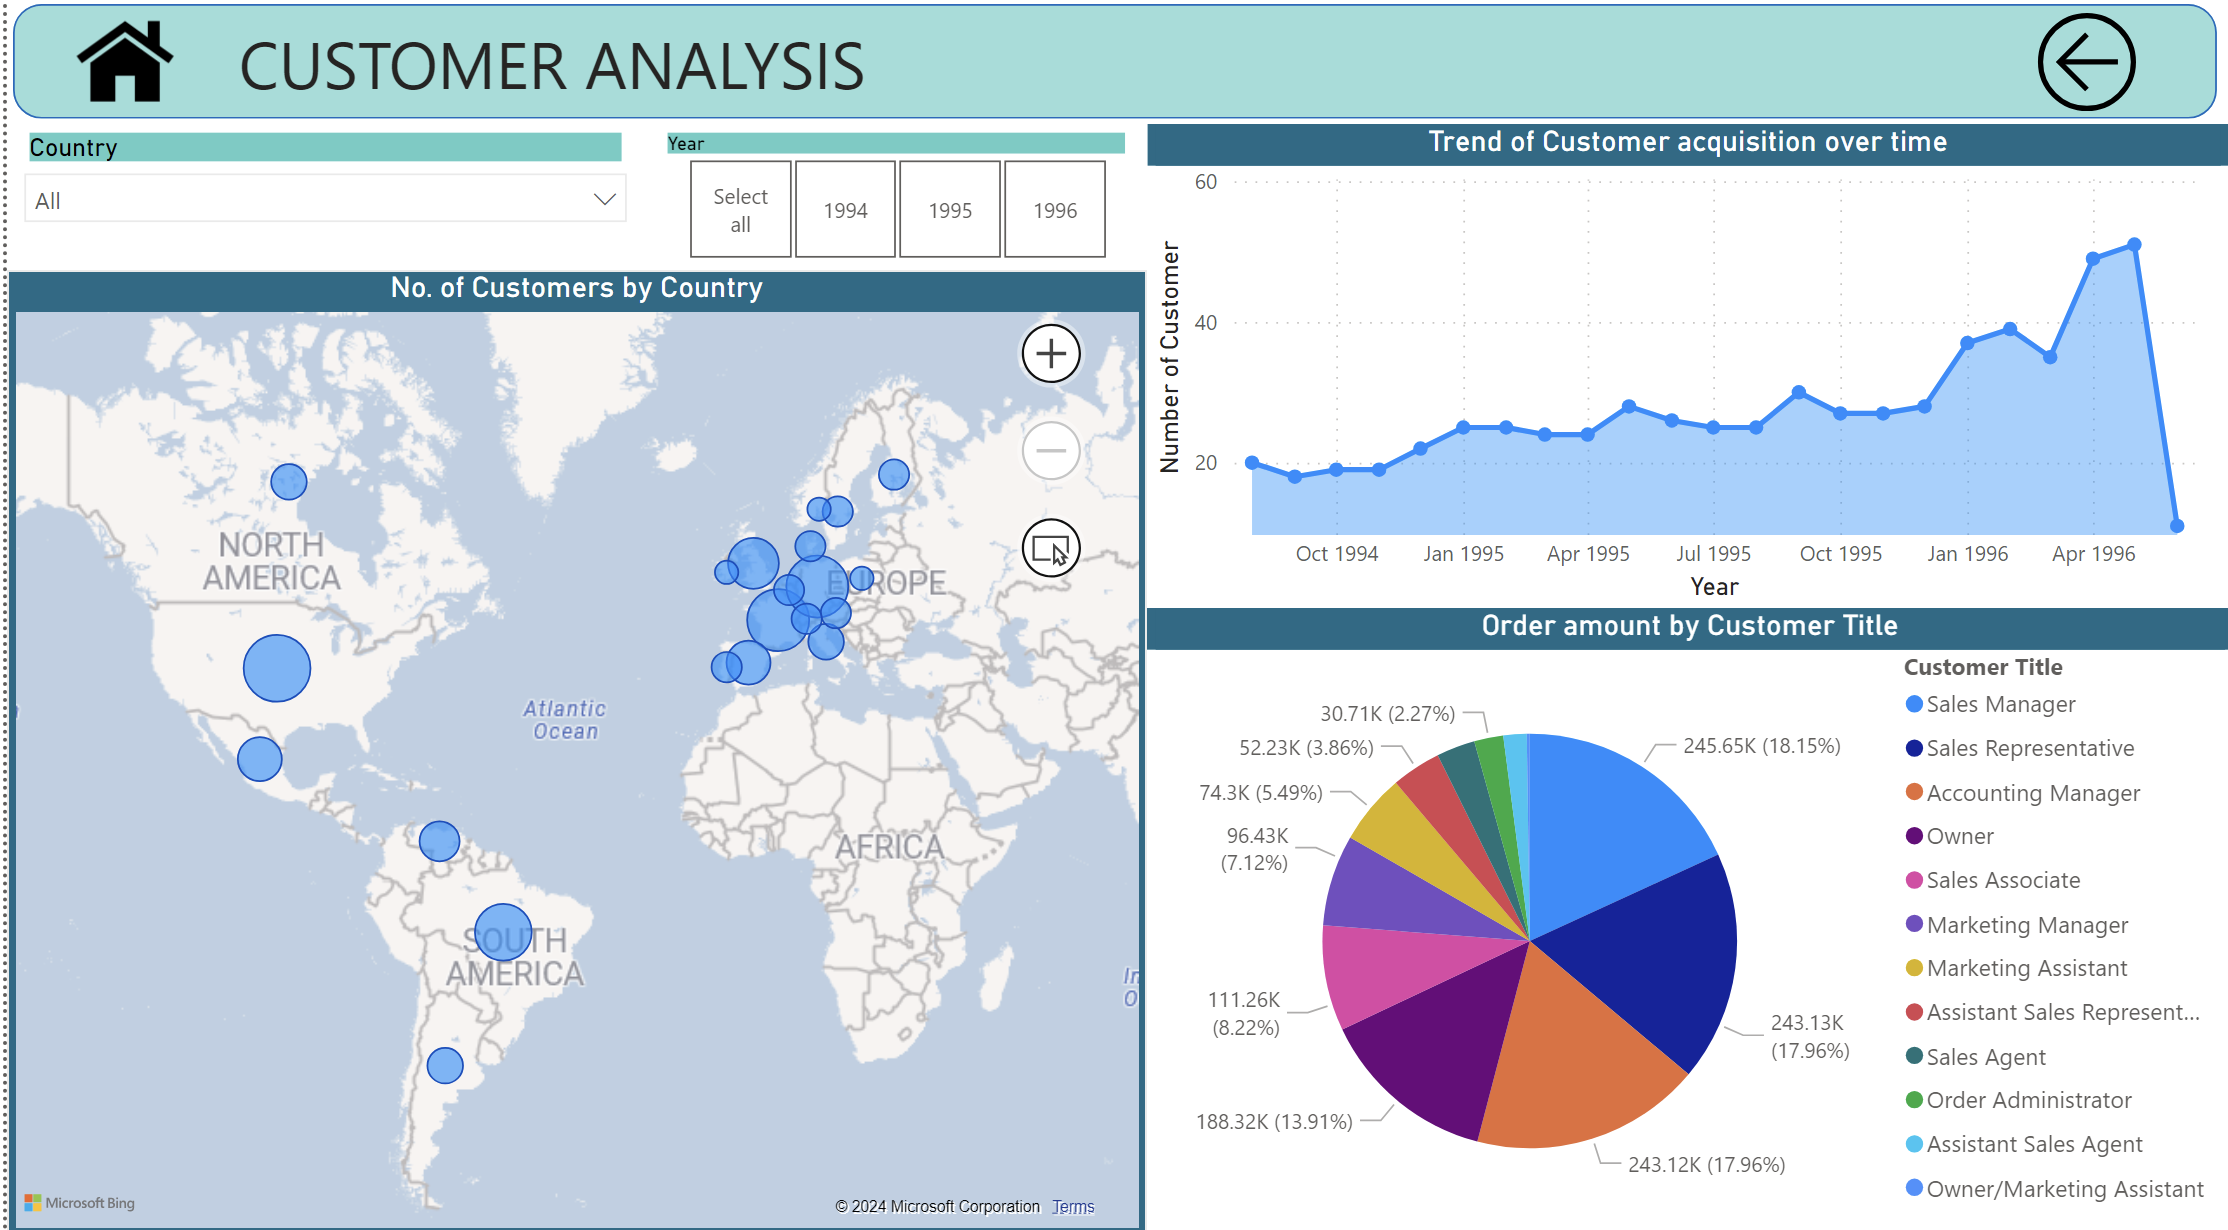 CUSTOMER ANALYSIS
Country
All
Year
Select
all
1994
1995
1996
No. of Customers by Country
NORTH
AMERICA
EUROPE
Atlantic
Ocean
AFRICA
SOUTH
AMERICA
In
O
Microsoft Bing
© 2024 Microsoft Corporation Terms
Trend of Customer acquisition over time
Number of Customer
60
40
20
Oct 1994
Jan 1995
Apr 1995
Jul 1995
Oct 1995
Jan 1996
Apr 1996
Year
Order amount by Customer Title
30.71K (2.27%)
52.23K (3.86%)
74.3K (5.49%)
96.43K
(7.12%)
111.26K
(8.22%)
188.32K (13.91%)
245.65K (18.15%)
243.13K
(17.96%)
243.12K (17.96%)
Customer Title
Sales Manager
Sales Representative
Accounting Manager
Owner
Sales Associate
Marketing Manager
Marketing Assistant
Assistant Sales Represent...
Sales Agent
Order Administrator
Assistant Sales Agent
Owner/Marketing Assistant